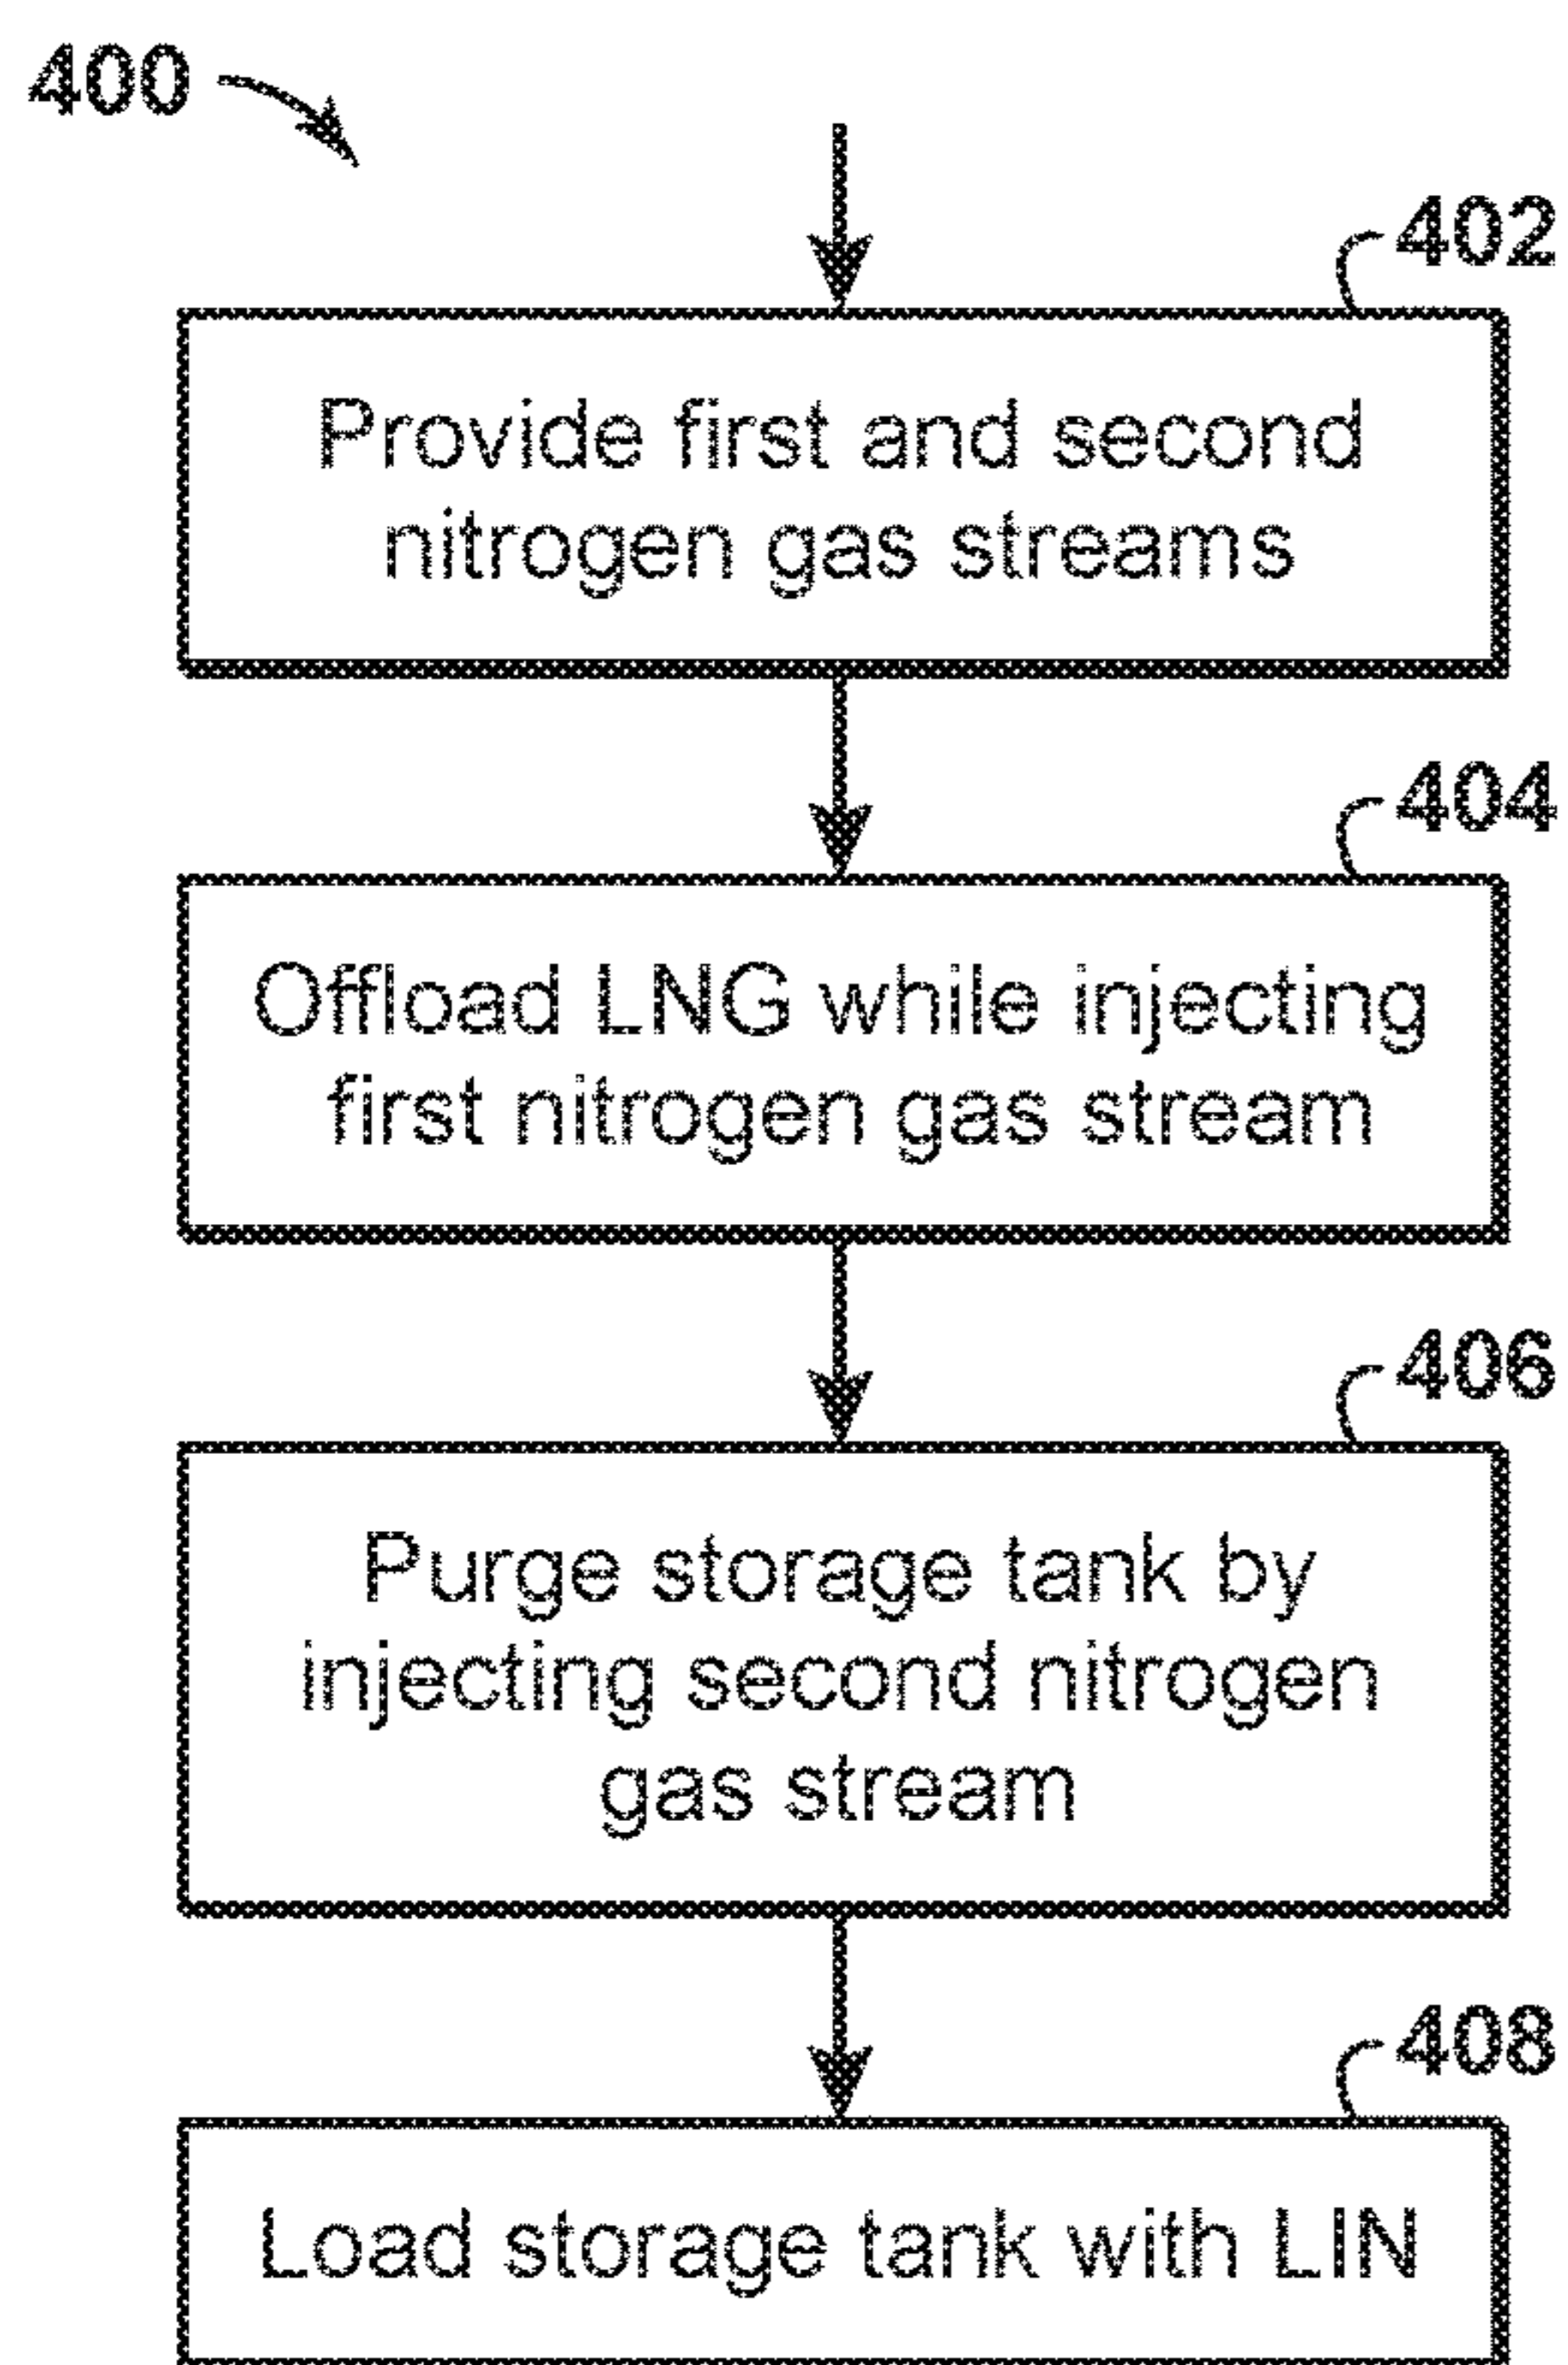 400
402
Provide first and second
nitrogen gas streams
404
Offload LNG while injecting
first nitrogen gas stream
406
Purge storage tank by
injecting second nitrogen
gas stream
408
Load storage tank with LIN